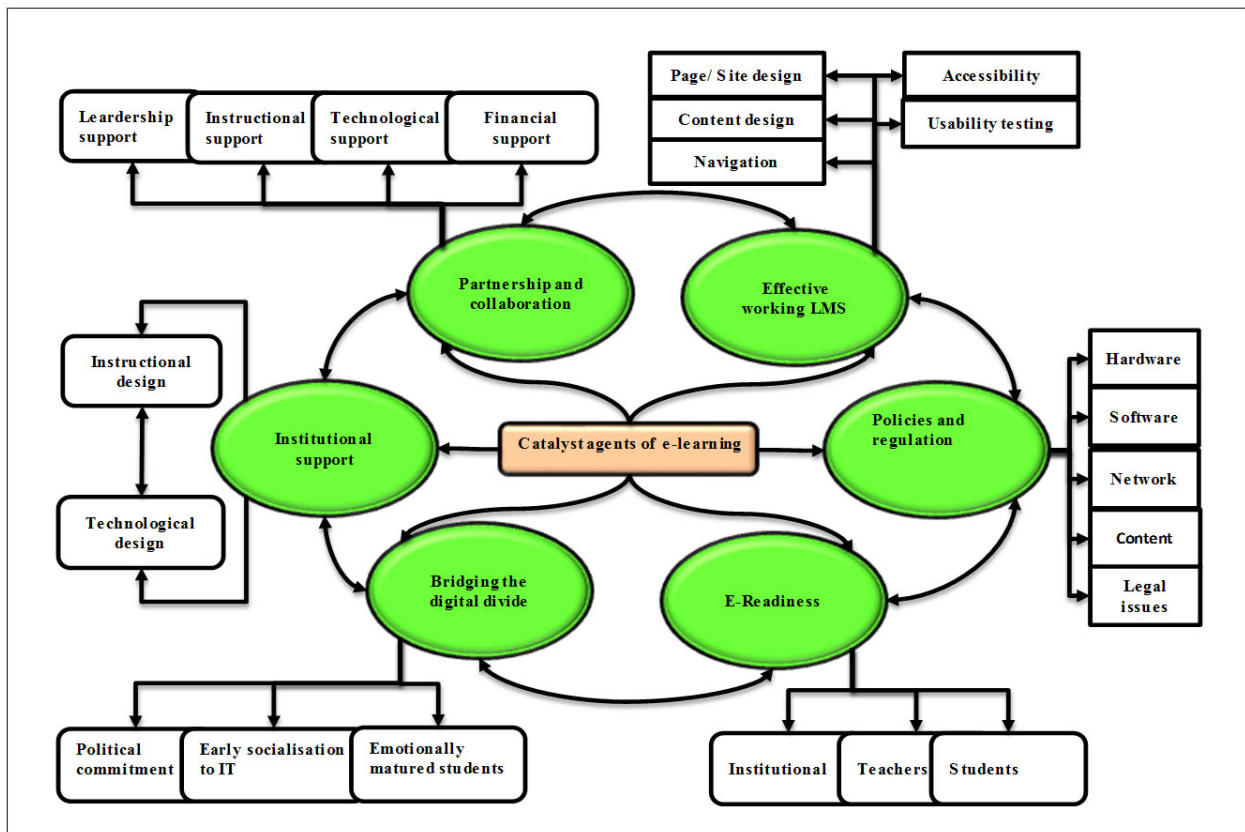 Page/ Site design
Accessibility
Leardership
support
Instructional
support
Technological
support
Financial
support
Content design
Usability testing
Navigation
Partnership and
collaboration
Effective
working LMS
Instructional
design
Technological
design
Institutional
support
Catalyst agents of e-learning
Policies and
regulation
Hardware
Software
Network
Content
Legal
issues
Bridging the
digital divide
E-Readiness
Political
commitment
Early socialisation
to IT
Emotionally
matured students
Institutional
Teachers
Students